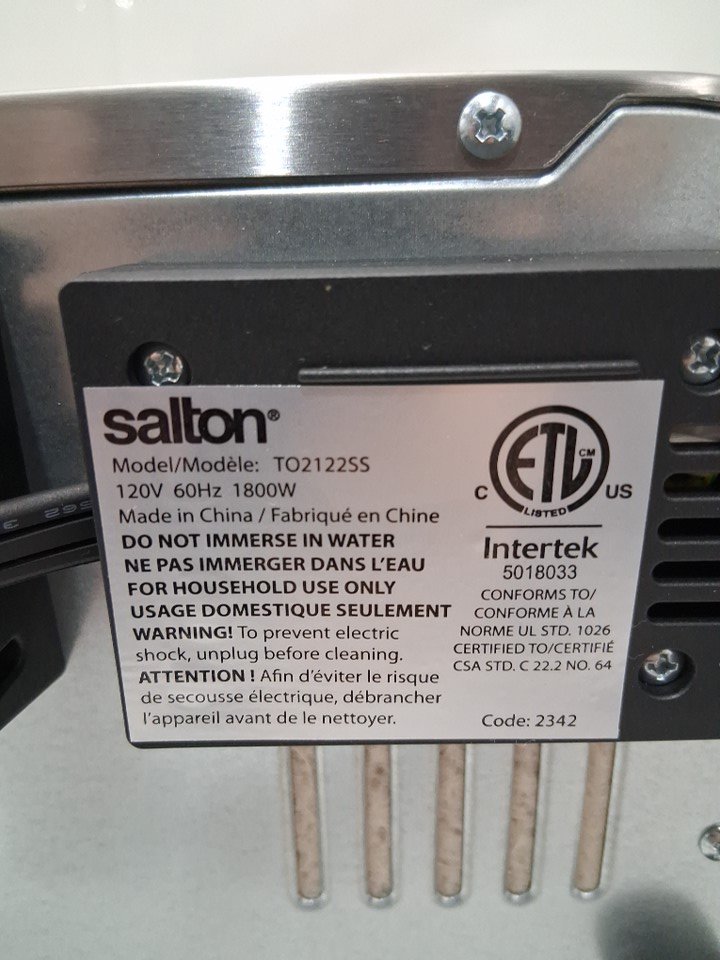 salton®
Model/Modèle: TO2122SS
120V 60Hz 1800W
Made in China / Fabriqué en Chine
DO NOT IMMERSE IN WATER
NE PAS IMMERGER DANS L'EAU
FOR HOUSEHOLD USE ONLY
USAGE DOMESTIQUE SEULEMENT
WARNING! To prevent electric
shock, unplug before cleaning.
ATTENTION ! Afin d'éviter le risque
de secousse électrique, débrancher
l'appareil avant de le nettoyer.
ETL CM
C US
LISTED
Intertek
5018033
CONFORMS TO/
CONFORME À LA
NORME UL STD. 1026
CERTIFIED TO/CERTIFIÉ
CSA STD. C 22.2 NO. 64
Code: 2342